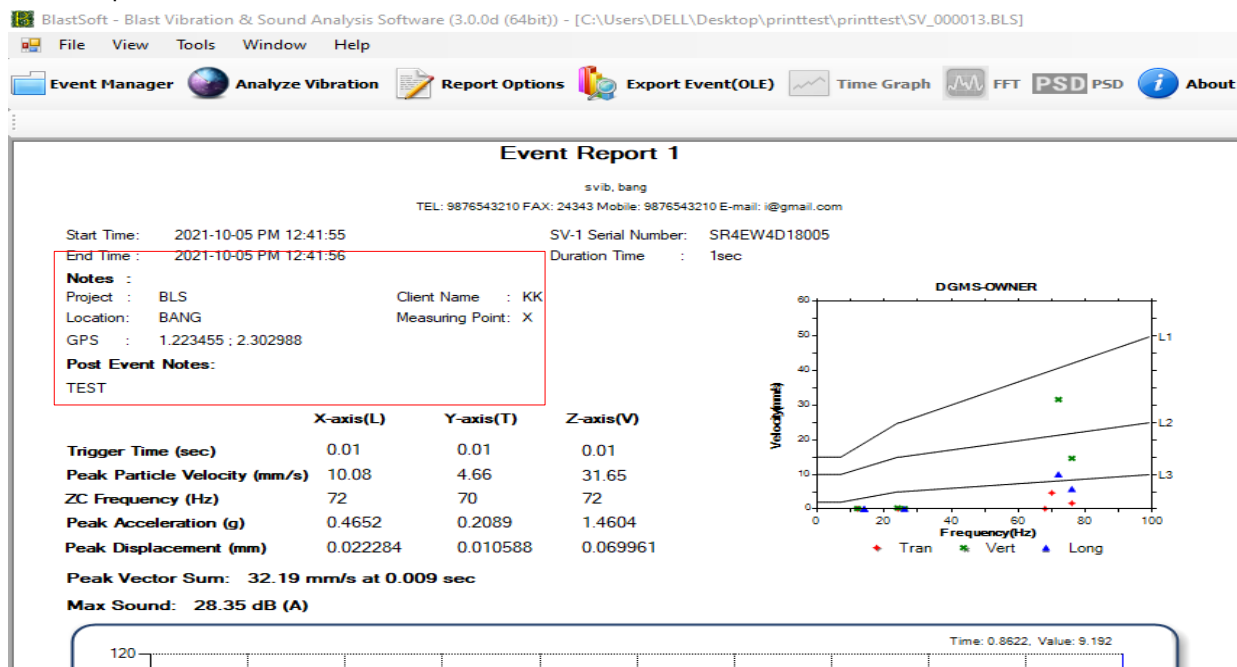 BlastSoft - Blast Vibration & Sound Analysis Software (3.0.0d (64bit)) - [C:\Users\DELL\Desktop\printtest\printtest\SV_000013.BLS]
File View Tools Window Help
Event Manager Analyze Vibration Report Options Export Event(OLE) Time Graph FFT PSD PSD About
Event Report 1
svib, bang
TEL: 9876543210 FAX: 24343 Mobile: 9876543210 E-mail: i@gmail.com
Start Time: 2021-10-05 PM 12:41:55 SV-1 Serial Number: SR4EW4D18005
End Time : 2021-10-05 PM 12:41:56 Duration Time : 1sec
Notes :
Project : BLS Client Name : KK
Location: BANG Measuring Point: X
GPS : 1.223455 ; 2.302988
Post Event Notes:
TEST
X-axis(L) Y-axis(T) Z-axis(V)
Trigger Time (sec) 0.01 0.01 0.01
Peak Particle Velocity (mm/s) 10.08 4.66 31.65
ZC Frequency (Hz) 72 70 72
Peak Acceleration (g) 0.4652 0.2089 1.4604
Peak Displacement (mm) 0.022284 0.010588 0.069961
Peak Vector Sum: 32.19 mm/s at 0.009 sec
Max Sound: 28.35 dB (A)
DGMS-OWNER
Velocity(mm/s)
60
50
40
30
20
10
0
L1
L2
L3
0 20 40 60 80 100
Frequency(Hz)
Tran Vert Long
Time: 0.8622, Value: 9.192
120